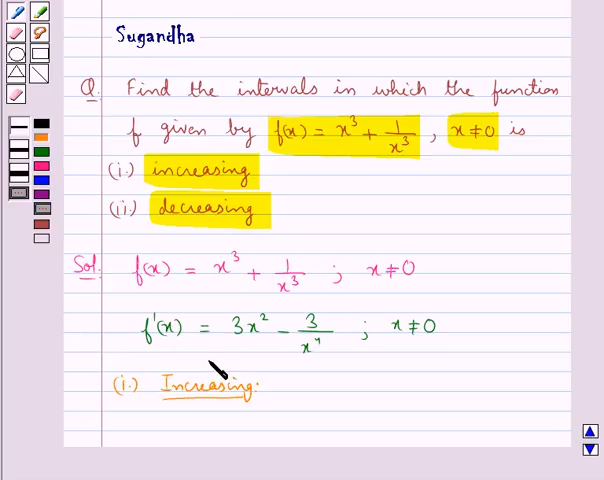 Sugandha
Q. Find the intervals in which the function
f given by f(x) = x³ + 1/x³ , x≠0 is
(i.) increasing
(ii.) decreasing
Sol. f(x) = x³ + 1/x³ ; x≠0
f'(x) = 3x² - 3/x⁴ ; x≠0
(i.) Increasing: